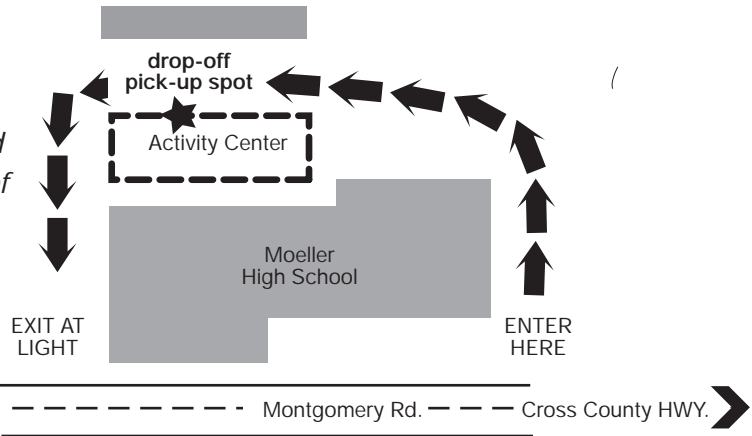 drop-off
pick-up spot
Activity Center
of
Moeller
High School
EXIT AT
LIGHT
ENTER
HERE
Montgomery Rd.
Cross County HWY.